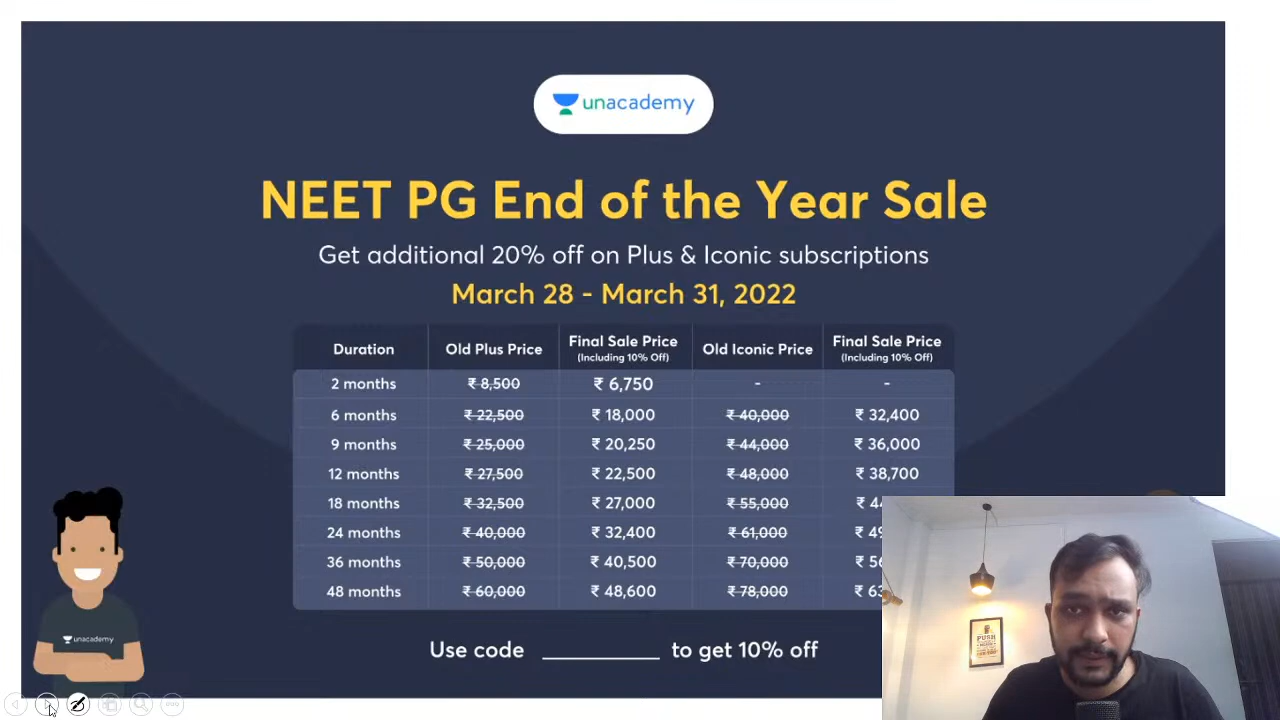 unacademy
NEET PG End of the Year Sale
Get additional 20% off on Plus & Iconic subscriptions
March 28 - March 31, 2022
Duration Old Plus Price Final Sale Price (Including 10% Off) Old Iconic Price Final Sale Price (Including 10% Off)
2 months ₹ 8,500 ₹ 6,750 - -
6 months ₹ 22,500 ₹ 18,000 ₹ 40,000 ₹ 32,400
9 months ₹ 25,000 ₹ 20,250 ₹ 44,000 ₹ 36,000
12 months ₹ 27,500 ₹ 22,500 ₹ 48,000 ₹ 38,700
18 months ₹ 32,500 ₹ 27,000 ₹ 55,000 ₹ 4
24 months ₹ 40,000 ₹ 32,400 ₹ 61,000 ₹ 49
36 months ₹ 50,000 ₹ 40,500 ₹ 70,000 ₹ 5
48 months ₹ 60,000 ₹ 48,600 ₹ 78,000 ₹ 63
unacademy
Use code __________ to get 10% off
PUSH